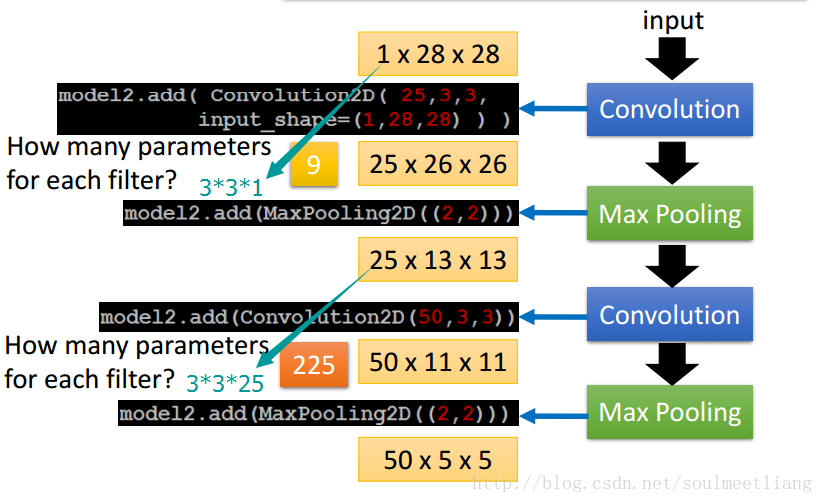 input
1 x 28 x 28
model2.add( Convolution2D( 25,3,3,
input_shape=(1,28,28) ) )
Convolution
How many parameters
for each filter?
3*3*1
9
25 x 26 x 26
model2.add(MaxPooling2D((2,2)))
Max Pooling
25 x 13 x 13
model2.add(Convolution2D(50,3,3))
Convolution
How many parameters
for each filter?
3*3*25
225
50 x 11 x 11
model2.add(MaxPooling2D((2,2)))
Max Pooling
50 x 5 x 5
http://blog.csdn.net/soulmeetliang